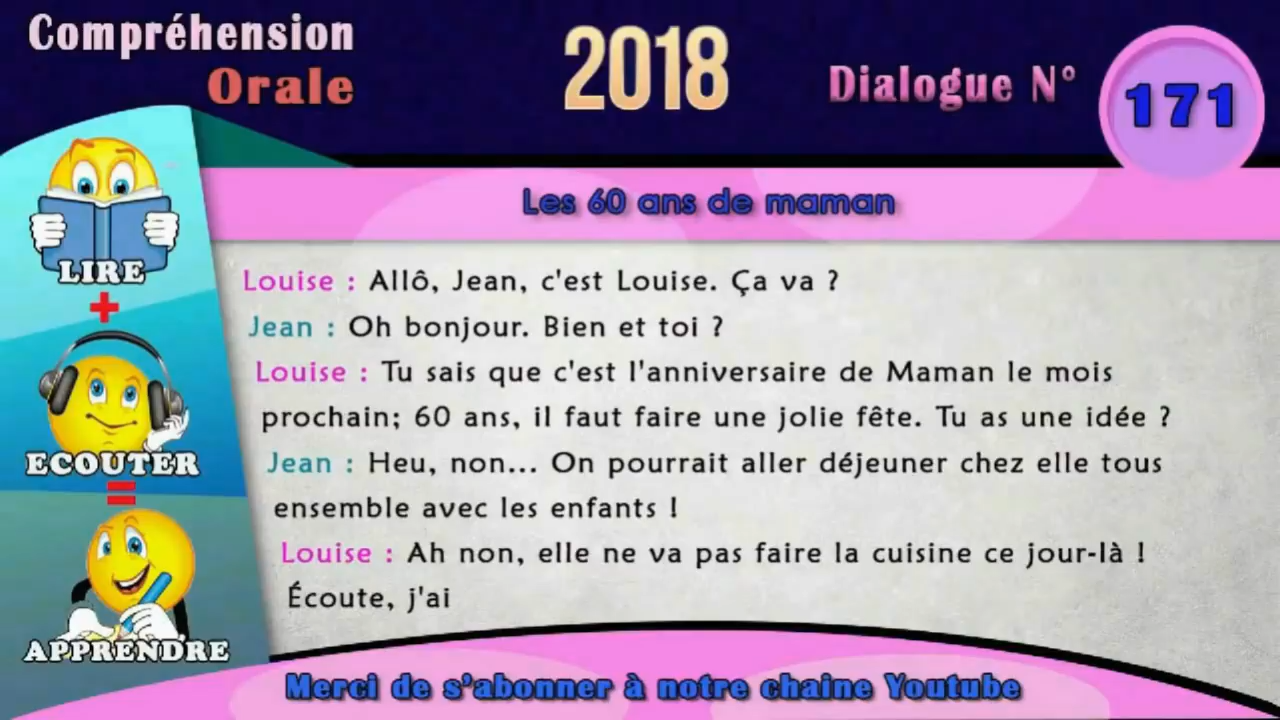 Compréhension
Orale
2018
Dialogue N°
171
Les 60 ans de maman
LIRE
+
ECOUTER
=
APPRENDRE
Louise : Allô, Jean, c'est Louise. Ça va ?
Jean : Oh bonjour. Bien et toi ?
Louise : Tu sais que c'est l'anniversaire de Maman le mois
prochain; 60 ans, il faut faire une jolie fête. Tu as une idée ?
Jean : Heu, non... On pourrait aller déjeuner chez elle tous
ensemble avec les enfants !
Louise : Ah non, elle ne va pas faire la cuisine ce jour-là !
Écoute, j'ai
Merci de s'abonner à notre chaine Youtube